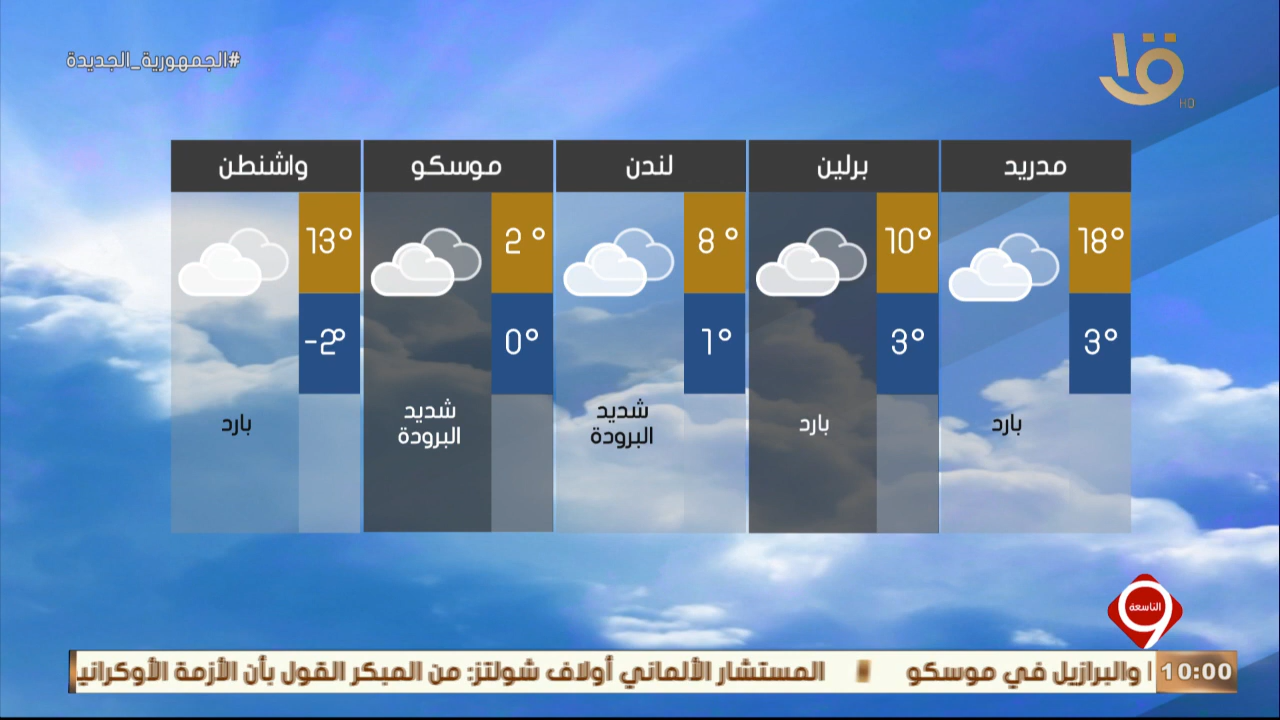 #الجمهورية_الجديدة
HD
مدريد
18°
3°
بارد
برلين
10°
3°
بارد
لندن
8°
1°
شديد
البرودة
موسكو
2°
0°
شديد
البرودة
واشنطن
13°
-2°
بارد
التاسعة
9
10:00
والبرازيل في موسكو
المستشار الألماني أولاف شولتز: من المبكر القول بأن الأزمة الأوكراني